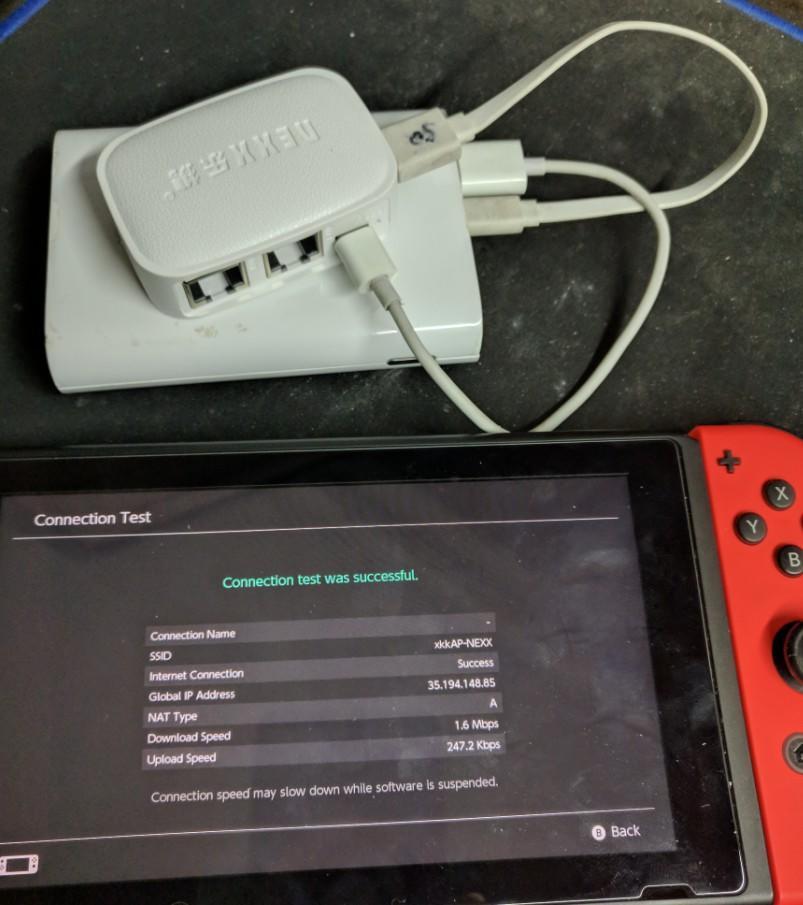 NEXX
Connection Test
Connection test was successful.
Connection Name -
SSID xkkAP-NEXX
Internet Connection Success
Global IP Address 35.194.148.85
NAT Type A
Download Speed 1.6 Mbps
Upload Speed 247.2 Kbps
Connection speed may slow down while software is suspended.
B Back
X
Y
B